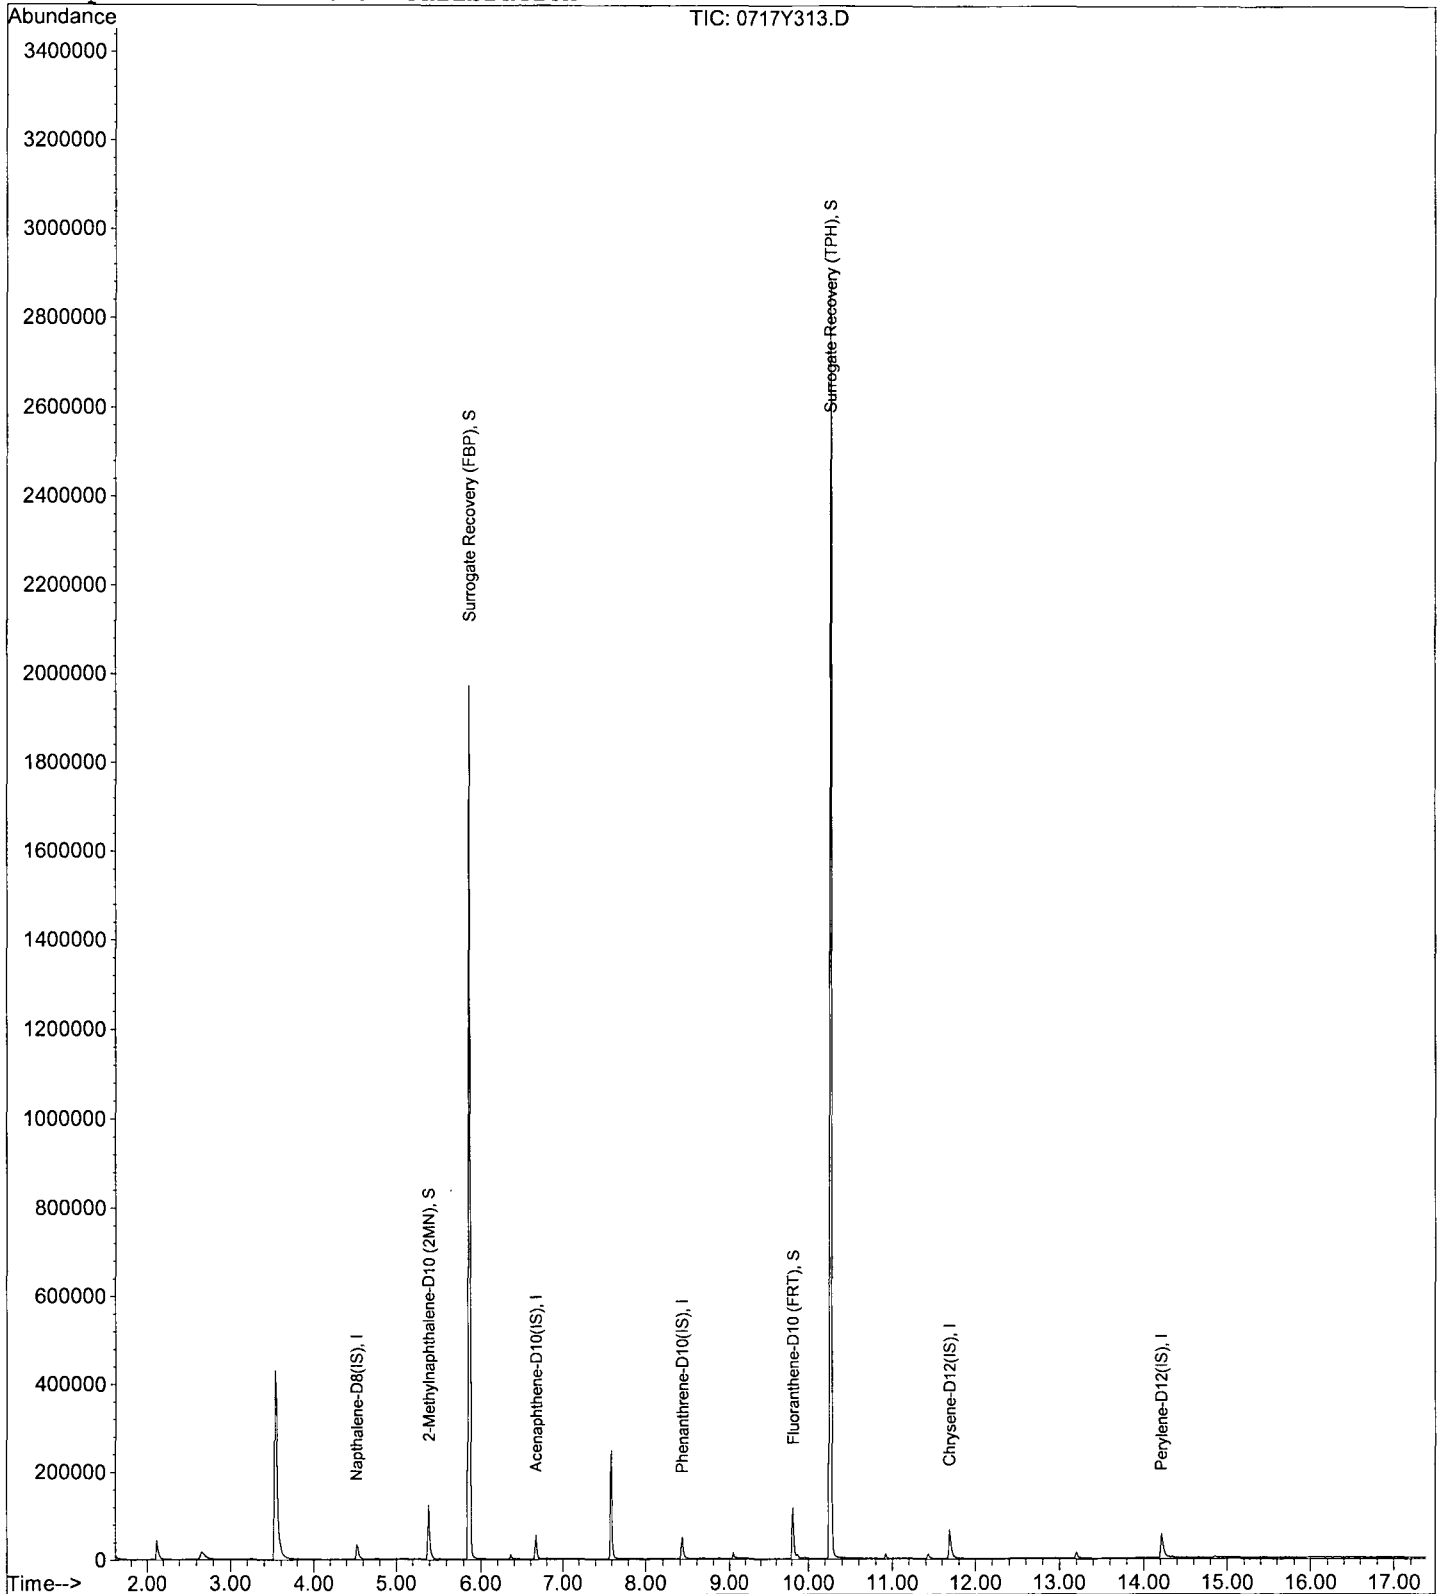 Abundance
TIC: 0717Y313.D
3400000
3200000
3000000
2800000
2600000
2400000
2200000
2000000
1800000
1600000
1400000
1200000
1000000
800000
600000
400000
200000
0
Napthalene-D8(IS), I
2-Methylnaphthalene-D10 (2MN), S
Surrogate Recovery (FBP), S
Acenaphthene-D10(IS), I
Phenanthrene-D10(IS), I
Fluoranthene-D10 (FRT), S
Surrogate Recovery (TPH), S
Chrysene-D12(IS), I
Perylene-D12(IS), I
Time--> 2.00 3.00 4.00 5.00 6.00 7.00 8.00 9.00 10.00 11.00 12.00 13.00 14.00 15.00 16.00 17.00